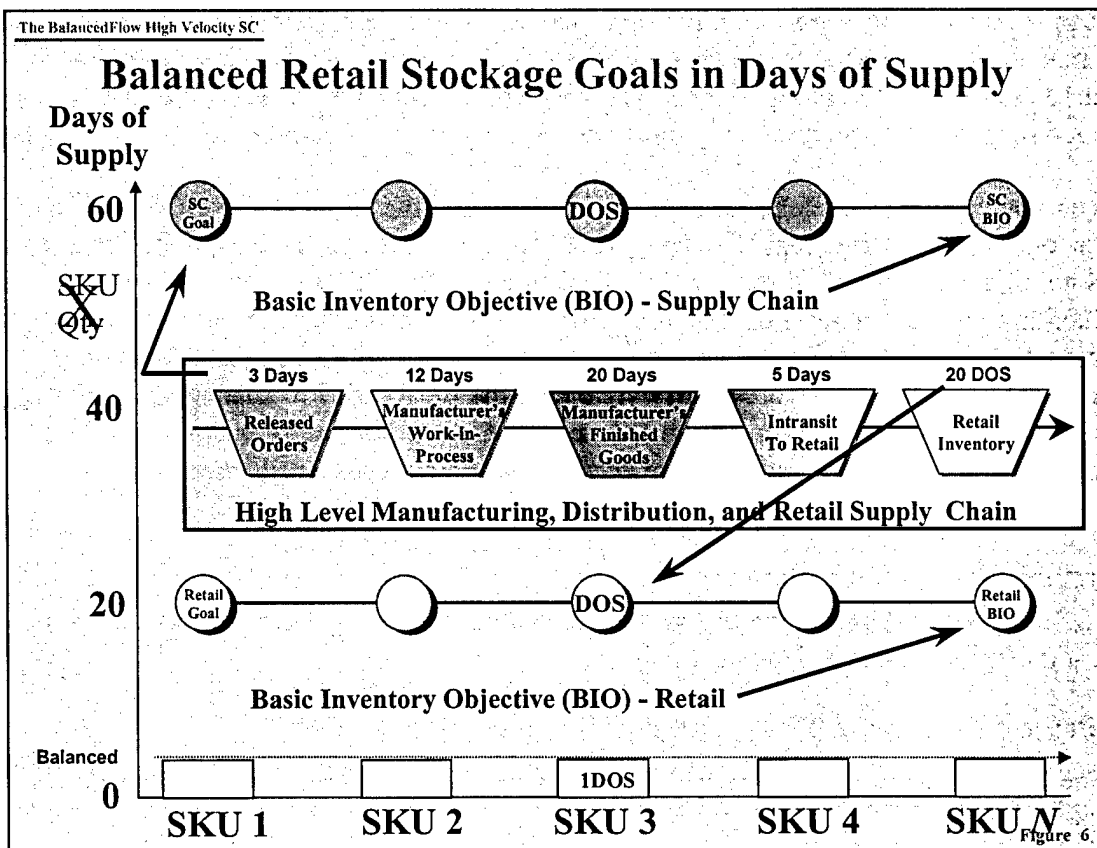 The BalancedFlow High Velocity SC
Balanced Retail Stockage Goals in Days of Supply
Days of
Supply
60
SC
Goal
DOS
SC
BIO
SKU
Qty
Basic Inventory Objective (BIO) - Supply Chain
3 Days
12 Days
20 Days
5 Days
20 DOS
40
Released
Orders
Manufacturer's
Work-In-
Process
Manufacturer's
Finished
Goods
Intransit
To Retail
Retail
Inventory
High Level Manufacturing, Distribution, and Retail Supply Chain
20
Retail
Goal
DOS
Retail
BIO
Basic Inventory Objective (BIO) - Retail
Balanced
0
1DOS
SKU 1
SKU 2
SKU 3
SKU 4
SKU N
Figure 6